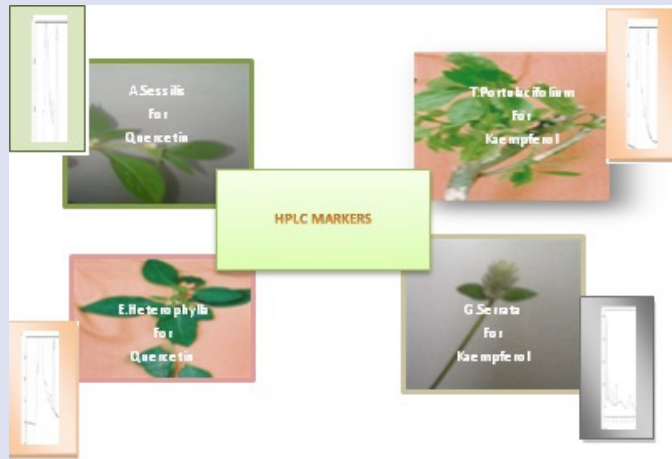 A.Sessilis
For
Quercetin
T.Portulacifolium
For
Kaempferol
HPLC MARKERS
E.Heterophylla
For
Quercetin
G.Serrata
For
Kaempferol